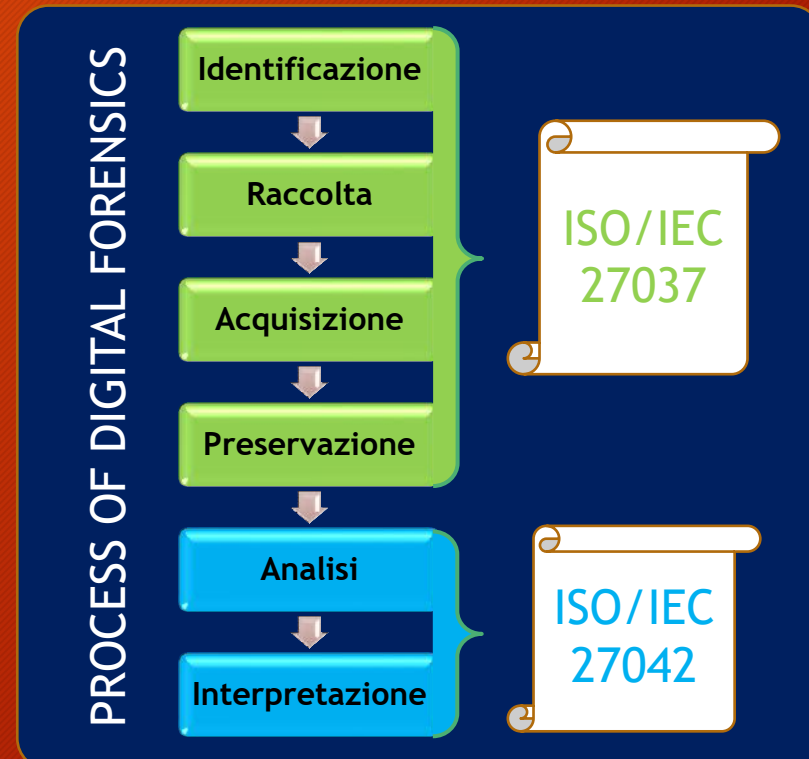 PROCESS OF DIGITAL FORENSICS
Identificazione
Raccolta
Acquisizione
Preservazione
ISO/IEC
27037
Analisi
Interpretazione
ISO/IEC
27042